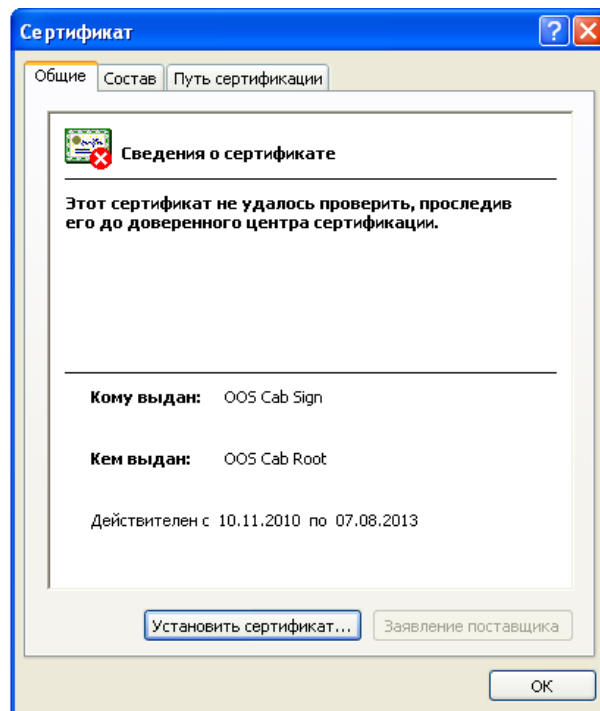 Сертификат
Общие Состав Путь сертификации
Сведения о сертификате
Этот сертификат не удалось проверить, проследив
его до доверенного центра сертификации.
Кому выдан: OOS Cab Sign
Кем выдан: OOS Cab Root
Действителен с 10.11.2010 по 07.08.2013
Установить сертификат... Заявление поставщика
ОК